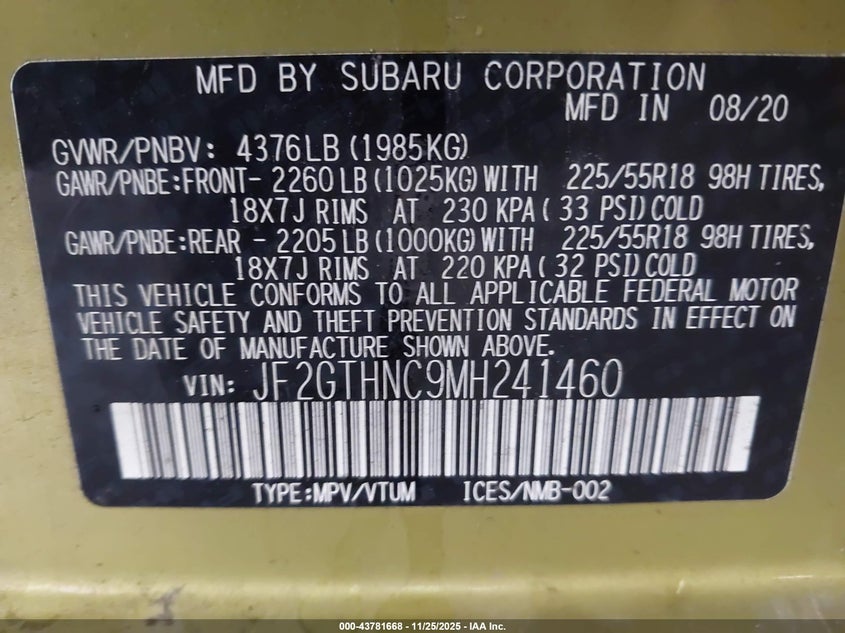 MFD BY SUBARU CORPORATION
MFD IN 08/20
GVWR/PNBV: 4376LB (1985KG)
GAWR/PNBE:FRONT- 2260 LB (1025KG) WITH 225/55R18 98H TIRES,
18X7J RIMS AT 230 KPA ( 33 PSI) COLD
GAWR/PNBE:REAR - 2205 LB (1000KG) WITH 225/55R18 98H TIRES,
18X7J RIMS AT 220 KPA ( 32 PSI) COLD
THIS VEHICLE CONFORMS TO ALL APPLICABLE FEDERAL MOTOR
VEHICLE SAFETY AND THEFT PREVENTION STANDARDS IN EFFECT ON
THE DATE OF MANUFACTURE SHOWN ABOVE.
VIN: JF2GTHNC9MH241460
TYPE:MPV/VTUM ICES/NMB-002
000-43781668 - 11/25/2025 - IAA Inc.